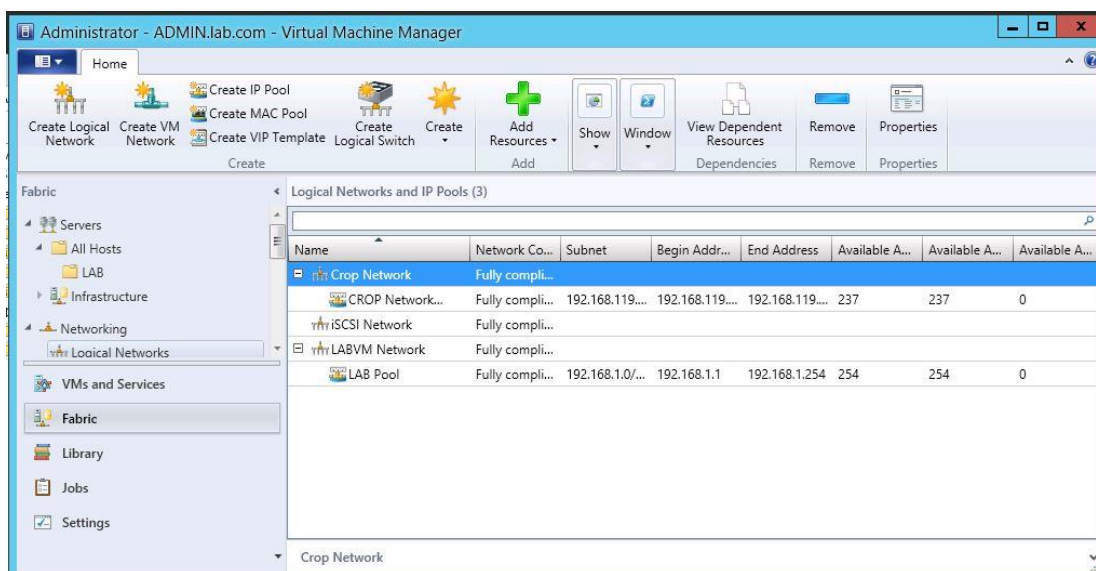 Administrator - ADMIN.lab.com - Virtual Machine Manager
Home
Create Logical Network
Create VM Network
Create IP Pool
Create MAC Pool
Create VIP Template
Create Logical Switch
Create
Add Resources
Show
Window
View Dependent Resources
Remove
Properties
Create
Add
Dependencies
Remove
Properties
Fabric
Servers
All Hosts
LAB
Infrastructure
Networking
Logical Networks
VMs and Services
Fabric
Library
Jobs
Settings
Logical Networks and IP Pools (3)
Name Network Co... Subnet Begin Addr... End Address Available A... Available A... Available A...
Crop Network Fully compli...
CROP Network... Fully compli... 192.168.119.... 192.168.119.... 192.168.119.... 237 237 0
iSCSI Network Fully compli...
LABVM Network Fully compli...
LAB Pool Fully compli... 192.168.1.0/... 192.168.1.1 192.168.1.254 254 254 0
Crop Network